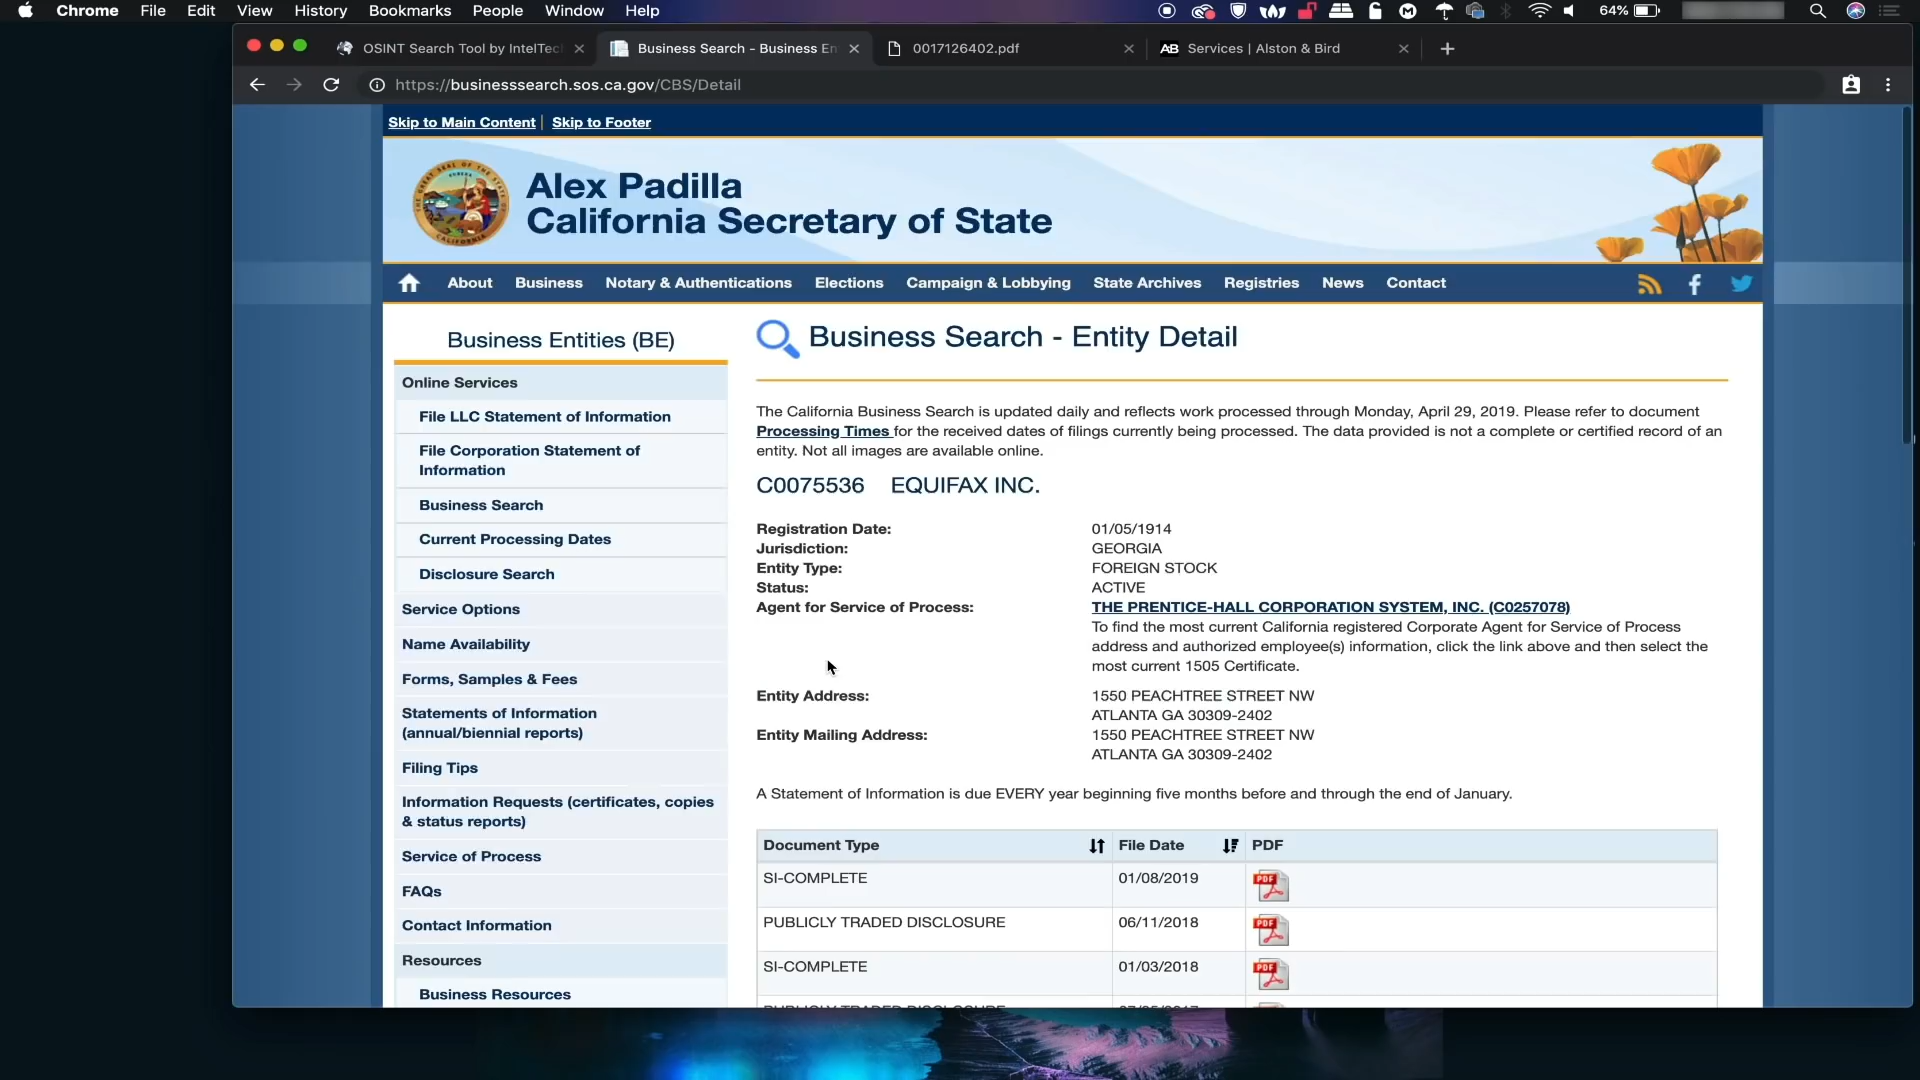 Chrome File Edit View History Bookmarks People Window Help 64%
OSINT Search Tool by IntelTec
Business Search - Business En
0017126402.pdf
AB Services | Alston & Bird
https://businesssearch.sos.ca.gov/CBS/Detail
Skip to Main Content | Skip to Footer
Alex Padilla
California Secretary of State
About Business Notary & Authentications Elections Campaign & Lobbying State Archives Registries News Contact
Business Entities (BE)
Online Services
File LLC Statement of Information
File Corporation Statement of
Information
Business Search
Current Processing Dates
Disclosure Search
Service Options
Name Availability
Forms, Samples & Fees
Statements of Information
(annual/biennial reports)
Filing Tips
Information Requests (certificates, copies
& status reports)
Service of Process
FAQs
Contact Information
Resources
Business Resources
Business Search - Entity Detail
The California Business Search is updated daily and reflects work processed through Monday, April 29, 2019. Please refer to document
Processing Times for the received dates of filings currently being processed. The data provided is not a complete or certified record of an
entity. Not all images are available online.
C0075536 EQUIFAX INC.
Registration Date: 01/05/1914
Jurisdiction: GEORGIA
Entity Type: FOREIGN STOCK
Status: ACTIVE
Agent for Service of Process: THE PRENTICE-HALL CORPORATION SYSTEM, INC. (C0257078)
To find the most current California registered Corporate Agent for Service of Process
address and authorized employee(s) information, click the link above and then select the
most current 1505 Certificate.
Entity Address: 1550 PEACHTREE STREET NW
ATLANTA GA 30309-2402
Entity Mailing Address: 1550 PEACHTREE STREET NW
ATLANTA GA 30309-2402
A Statement of Information is due EVERY year beginning five months before and through the end of January.
Document Type File Date PDF
SI-COMPLETE 01/08/2019 PDF
PUBLICLY TRADED DISCLOSURE 06/11/2018 PDF
SI-COMPLETE 01/03/2018 PDF
PUBLICLY TRADED DISCLOSURE